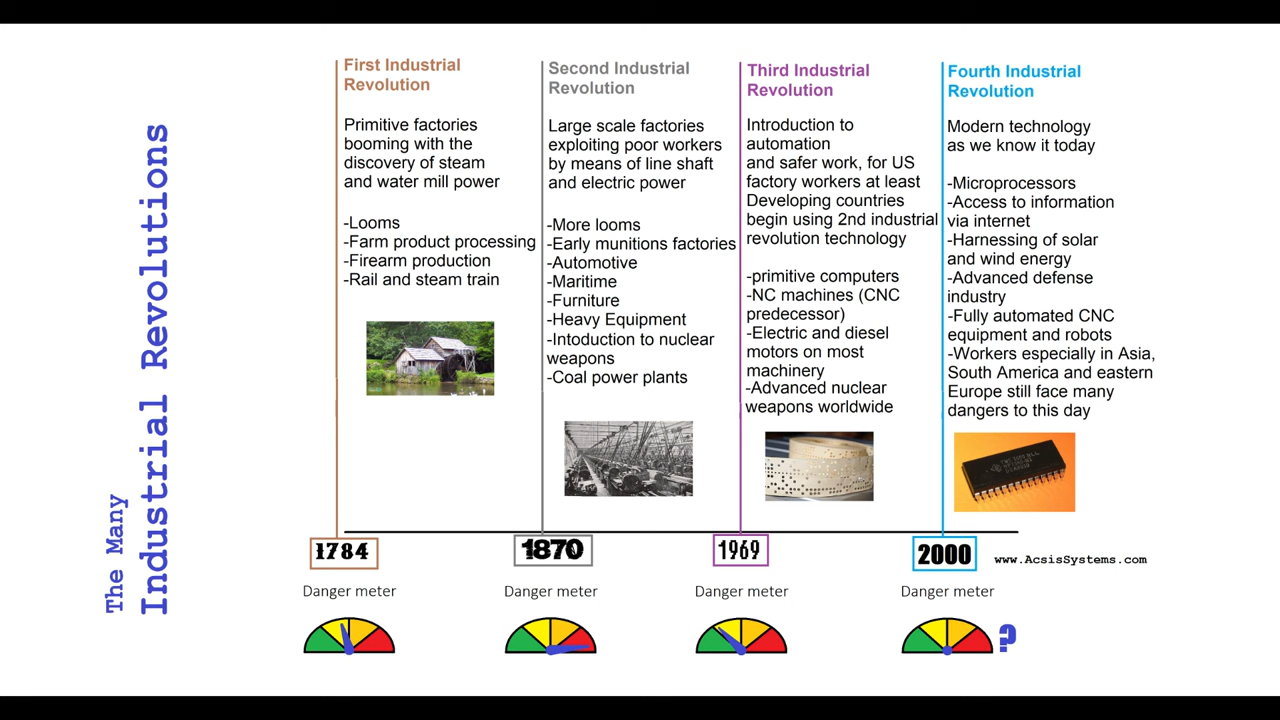 The Many
Industrial Revolutions
First Industrial
Revolution
Primitive factories
booming with the
discovery of steam
and water mill power
-Looms
-Farm product processing
-Firearm production
-Rail and steam train
Second Industrial
Revolution
Large scale factories
exploiting poor workers
by means of line shaft
and electric power
-More looms
-Early munitions factories
-Automotive
-Maritime
-Furniture
-Heavy Equipment
-Intoduction to nuclear
weapons
-Coal power plants
Third Industrial
Revolution
Introduction to
automation
and safer work, for US
factory workers at least
Developing countries
begin using 2nd industrial
revolution technology
-primitive computers
-NC machines (CNC
predecessor)
-Electric and diesel
motors on most
machinery
-Advanced nuclear
weapons worldwide
Fourth Industrial
Revolution
Modern technology
as we know it today
-Microprocessors
-Access to information
via internet
-Harnessing of solar
and wind energy
-Advanced defense
industry
-Fully automated CNC
equipment and robots
-Workers especially in Asia,
South America and eastern
Europe still face many
dangers to this day
1784
1870
1969
2000
www.AcsisSystems.com
Danger meter
Danger meter
Danger meter
Danger meter
?